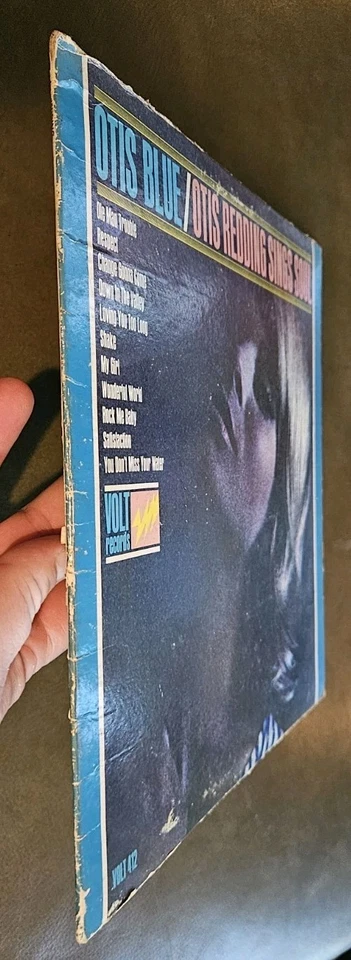 OTIS BLUE/OTIS REDDING SINGS SOUL
Ole Man Trouble
Respect
Change Gonna Come
Down In The Valley
Loving You Too Long
Shake
My Girl
Wonderful World
Rock Me Baby
Satisfaction
You Don't Miss Your Water
VOLT
records
VOLT 412